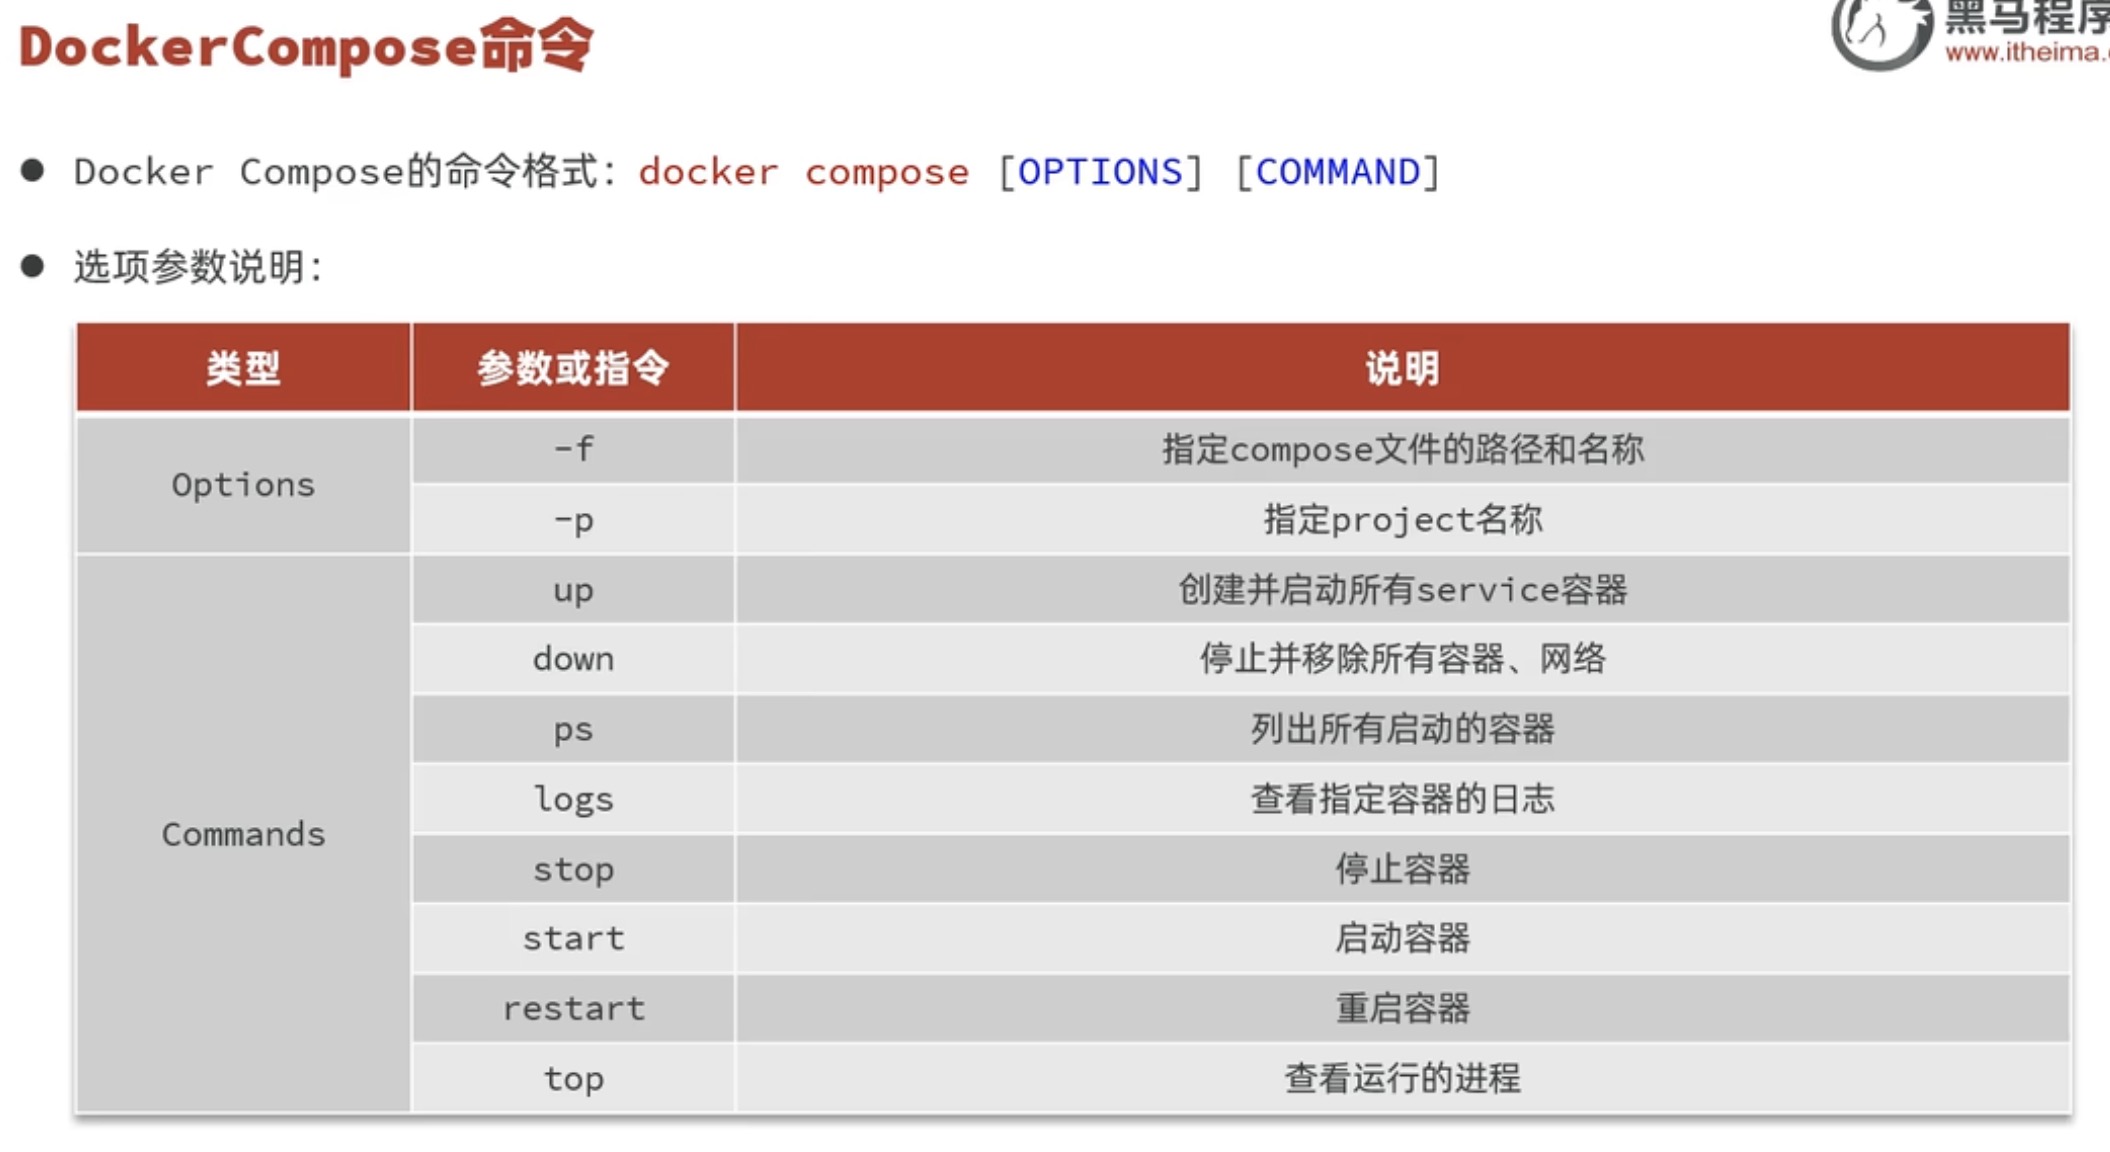 DockerCompose命令
黑马程序
www.itheima.
Docker Compose的命令格式：docker compose [OPTIONS] [COMMAND]
选项参数说明：
类型 参数或指令 说明
Options
-f 指定compose文件的路径和名称
-p 指定project名称
Commands
up 创建并启动所有service容器
down 停止并移除所有容器、网络
ps 列出所有启动的容器
logs 查看指定容器的日志
stop 停止容器
start 启动容器
restart 重启容器
top 查看运行的进程